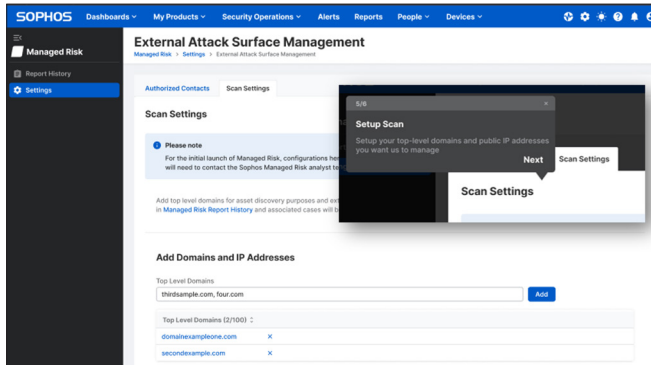 SOPHOS Dashboards My Products Security Operations Alerts Reports People Devices
Managed Risk
Report History
Settings
External Attack Surface Management
Managed Risk > Settings > External Attack Surface Management
Authorized Contacts Scan Settings
Scan Settings
Please note
For the initial launch of Managed Risk, configurations
will need to contact the Sophos Managed Risk analyst
Add top level domains for asset discovery purposes and
in Managed Risk Report History and associated cases will
5/8 ×
Setup Scan
Setup your top-level domains and public IP addresses
you want us to manage
Next
Scan Settings
Scan Settings
Add Domains and IP Addresses
Top Level Domains
thirdsample.com, four.com Add
Top Level Domains (2/100)
domainexampleone.com ×
secondexample.com ×